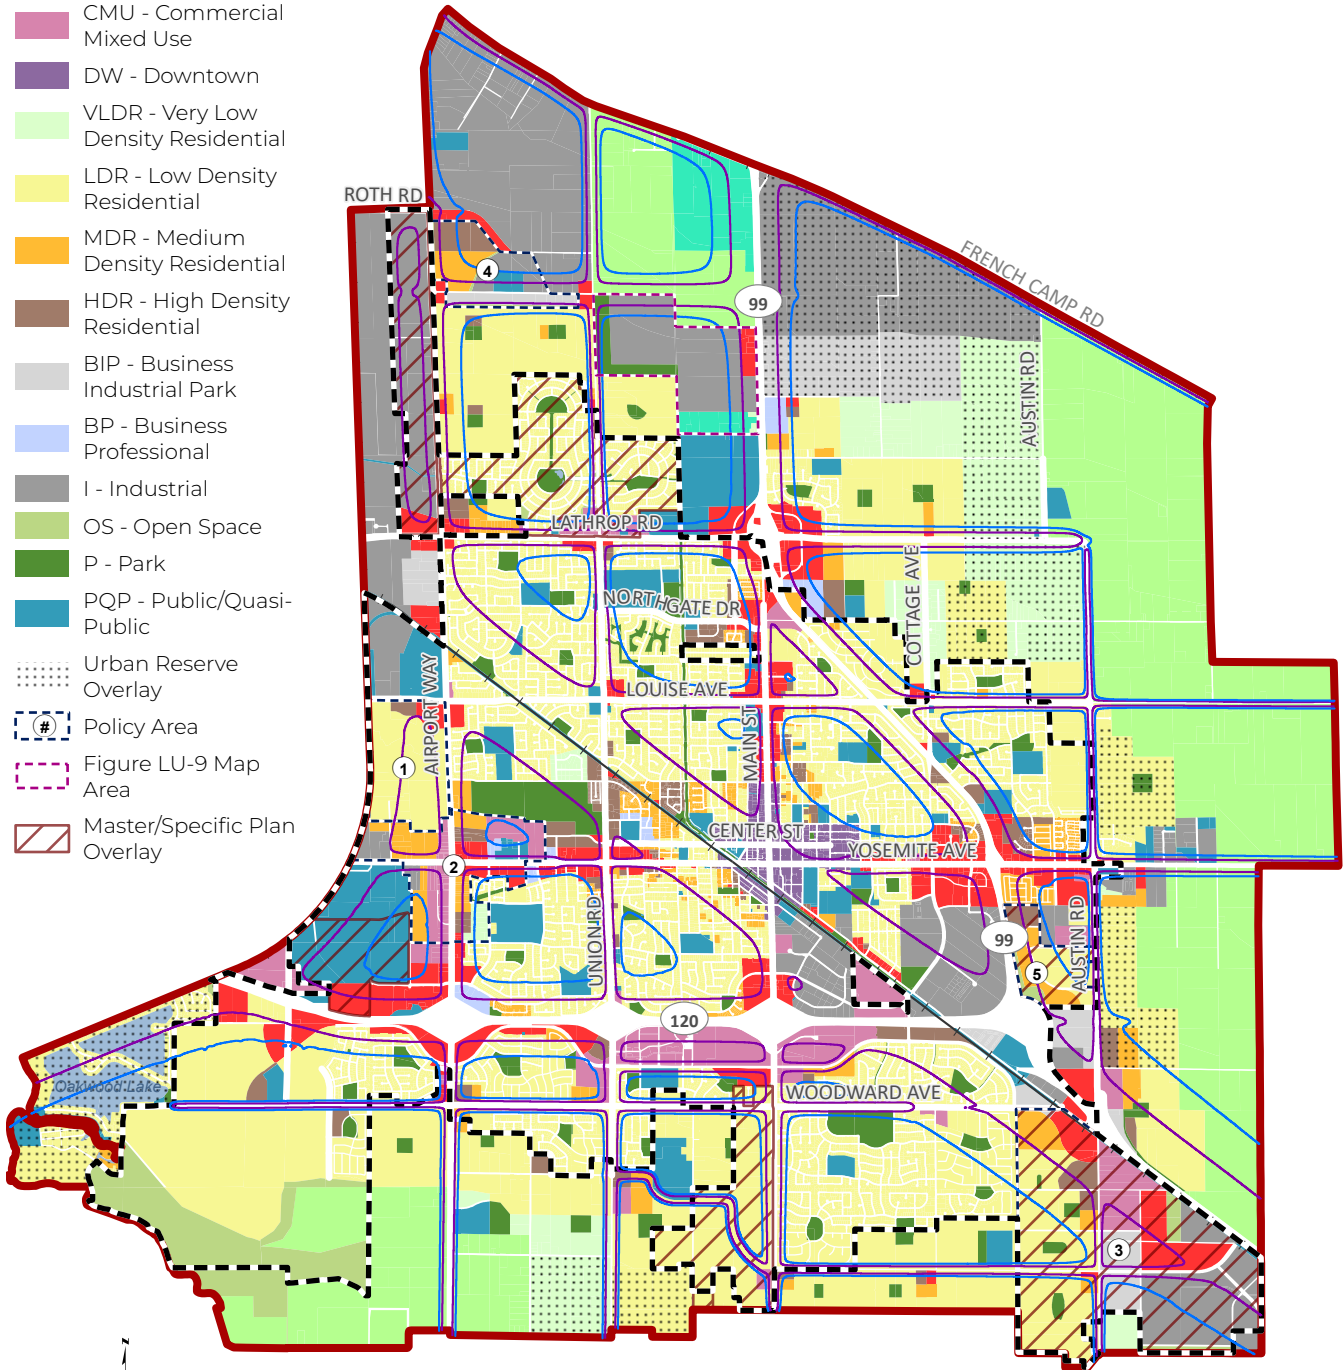 CMU - Commercial
Mixed Use
DW - Downtown
VLDR - Very Low
Density Residential
LDR - Low Density
Residential
MDR - Medium
Density Residential
HDR - High Density
Residential
BIP - Business
Industrial Park
BP - Business
Professional
I - Industrial
OS - Open Space
P - Park
PQP - Public/Quasi-
Public
Urban Reserve
Overlay
#
Policy Area
Figure LU-9 Map
Area
Master/Specific Plan
Overlay
ROTH RD
4
99
FRENCH CAMP RD
AUSTIN RD
LATHROP RD
NORTHGATE DR
COTTAGE AVE
LOUISE AVE
AIRPORT WAY
MAIN ST
1
CENTER ST
YOSEMITE AVE
2
UNION RD
99
AUSTIN RD
5
120
Oakwood Lake
WOODWARD AVE
3